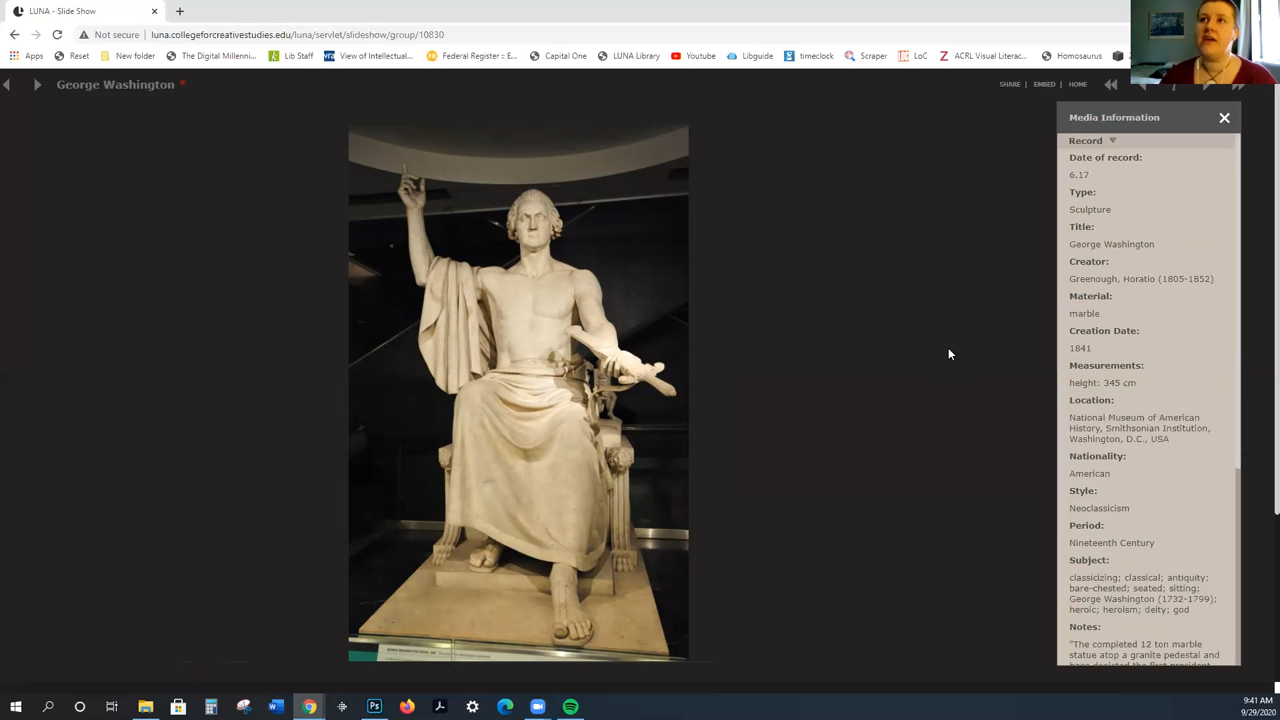 LUNA - Slide Show
Not secure | luna.collegeforcreativestudies.edu/luna/servlet/slideshow/group/10830
Apps Reset New folder The Digital Millenni... Lib Staff View of Intellectual... Federal Register :: E... Capital One LUNA Library Youtube Libguide timeclock Scraper LoC ACRL Visual Literac... Homosaurus
George Washington *
SHARE | EMBED | HOME
Media Information
Record
Date of record:
6.17
Type:
Sculpture
Title:
George Washington
Creator:
Greenough, Horatio (1805-1852)
Material:
marble
Creation Date:
1841
Measurements:
height: 345 cm
Location:
National Museum of American
History, Smithsonian Institution,
Washington, D.C., USA
Nationality:
American
Style:
Neoclassicism
Period:
Nineteenth Century
Subject:
classicizing; classical; antiquity;
bare-chested; seated; sitting;
George Washington (1732-1799);
heroic; heroism; deity; god
Notes:
"The completed 12 ton marble
statue atop a granite pedestal and
9:41 AM
9/29/2020